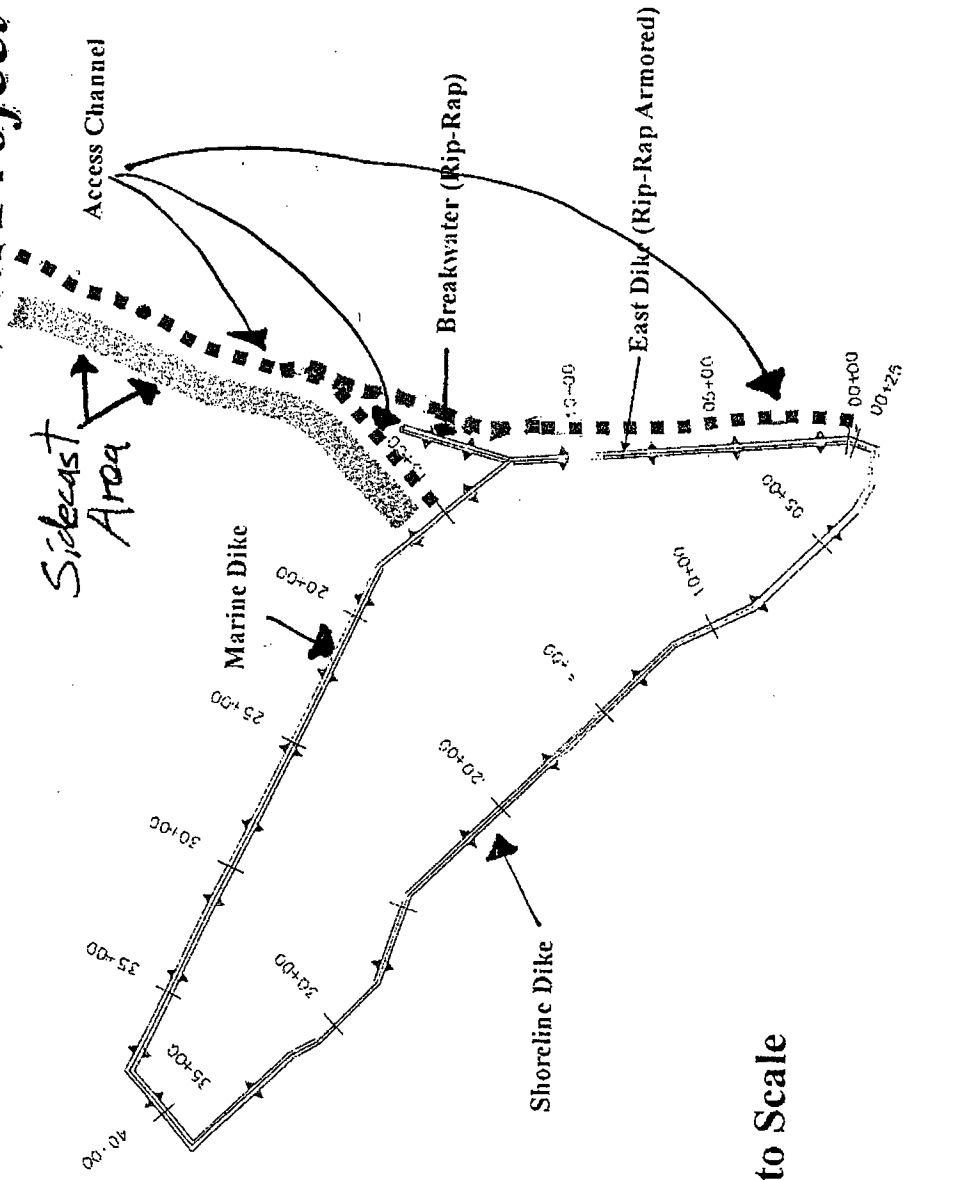 Project
Access Channel
Sidecast
Area
Breakwater (Rip-Rap)
East Dike (Rip-Rap Armored)
Marine Dike
Shoreline Dike
20+00
25+00
30+00
35+00
40+00
35+00
30+00
20+00
10+00
05+00
00+25
00+00
05+00
to Scale